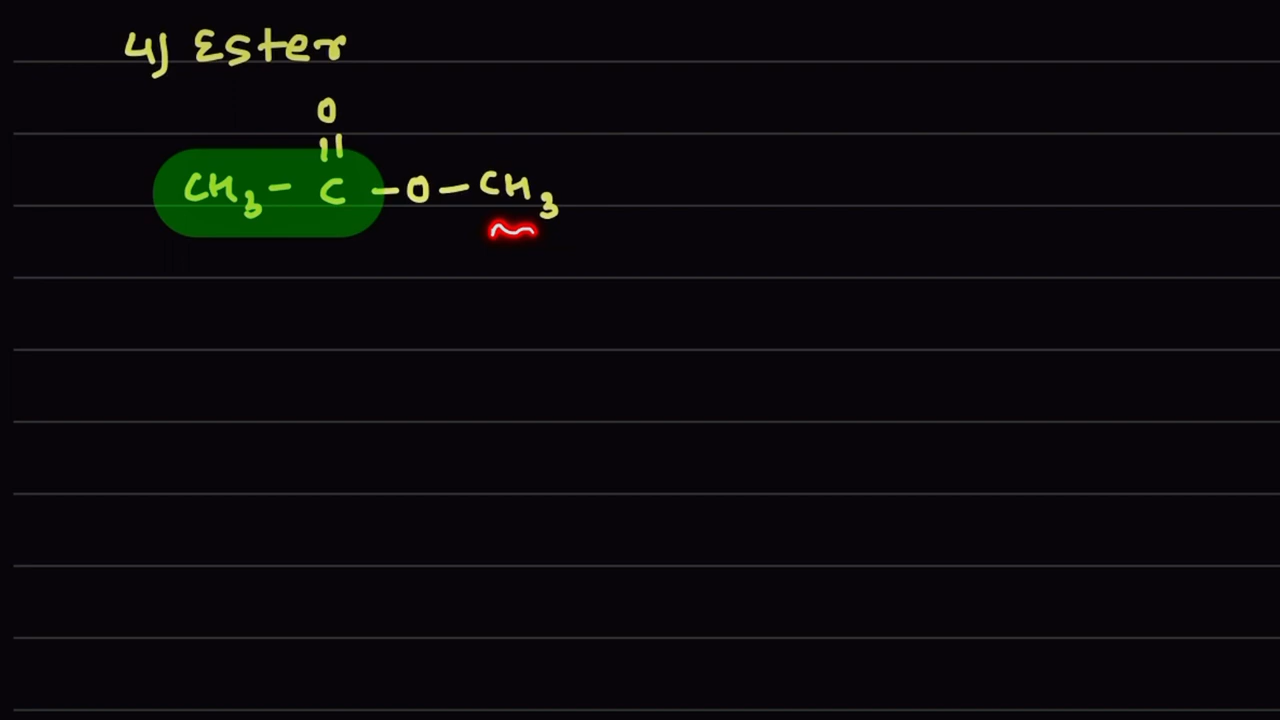 4) Ester
O
||
CH₃ - C - O - CH₃